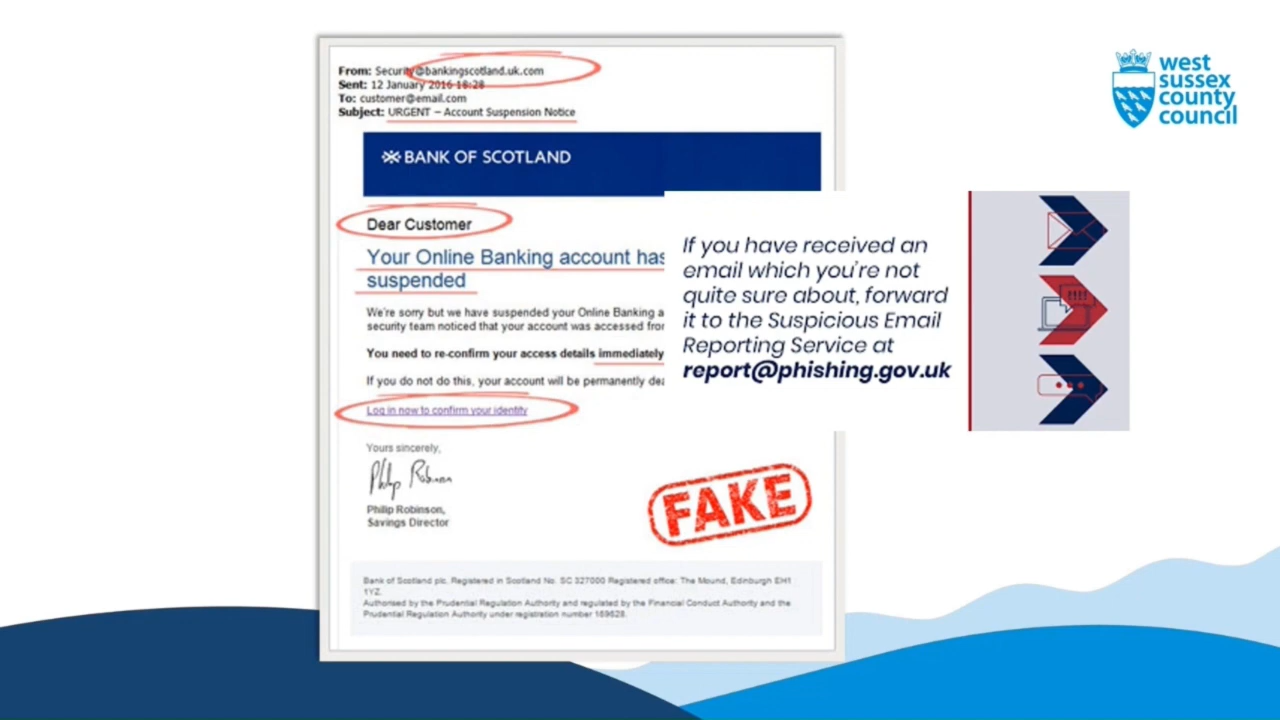 From: Security@bankingscotland.uk.com
Sent: 12 January 2016 18:28
To: customer@email.com
Subject: URGENT – Account Suspension Notice
BANK OF SCOTLAND
Dear Customer
Your Online Banking account has
suspended
We're sorry but we have suspended your Online Banking a
security team noticed that your account was accessed from
You need to re-confirm your access details immediately
If you do not do this, your account will be permanently dea
Log in now to confirm your identity
Yours sincerely,
Philip Robinson
Philip Robinson,
Savings Director
FAKE
Bank of Scotland plc. Registered in Scotland No. SC 327000 Registered office: The Mound, Edinburgh EH1
1YZ.
Authorised by the Prudential Regulation Authority and regulated by the Financial Conduct Authority and the
Prudential Regulation Authority under registration number 169628.
If you have received an
email which you're not
quite sure about, forward
it to the Suspicious Email
Reporting Service at
report@phishing.gov.uk
west
sussex
county
council